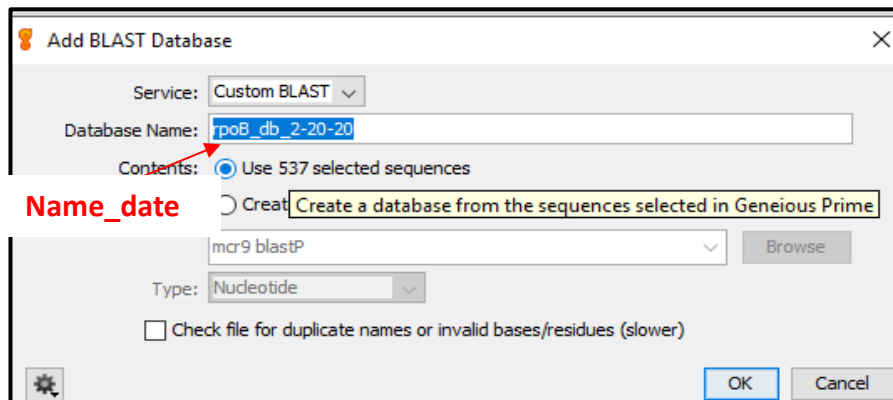 Add BLAST Database
Service: Custom BLAST
Database Name: rpoB_db_2-20-20
Contents: Use 537 selected sequences
Name_date
Creat Create a database from the sequences selected in Geneious Prime
mcr9 blastP Browse
Type: Nucleotide
Check file for duplicate names or invalid bases/residues (slower)
OK Cancel